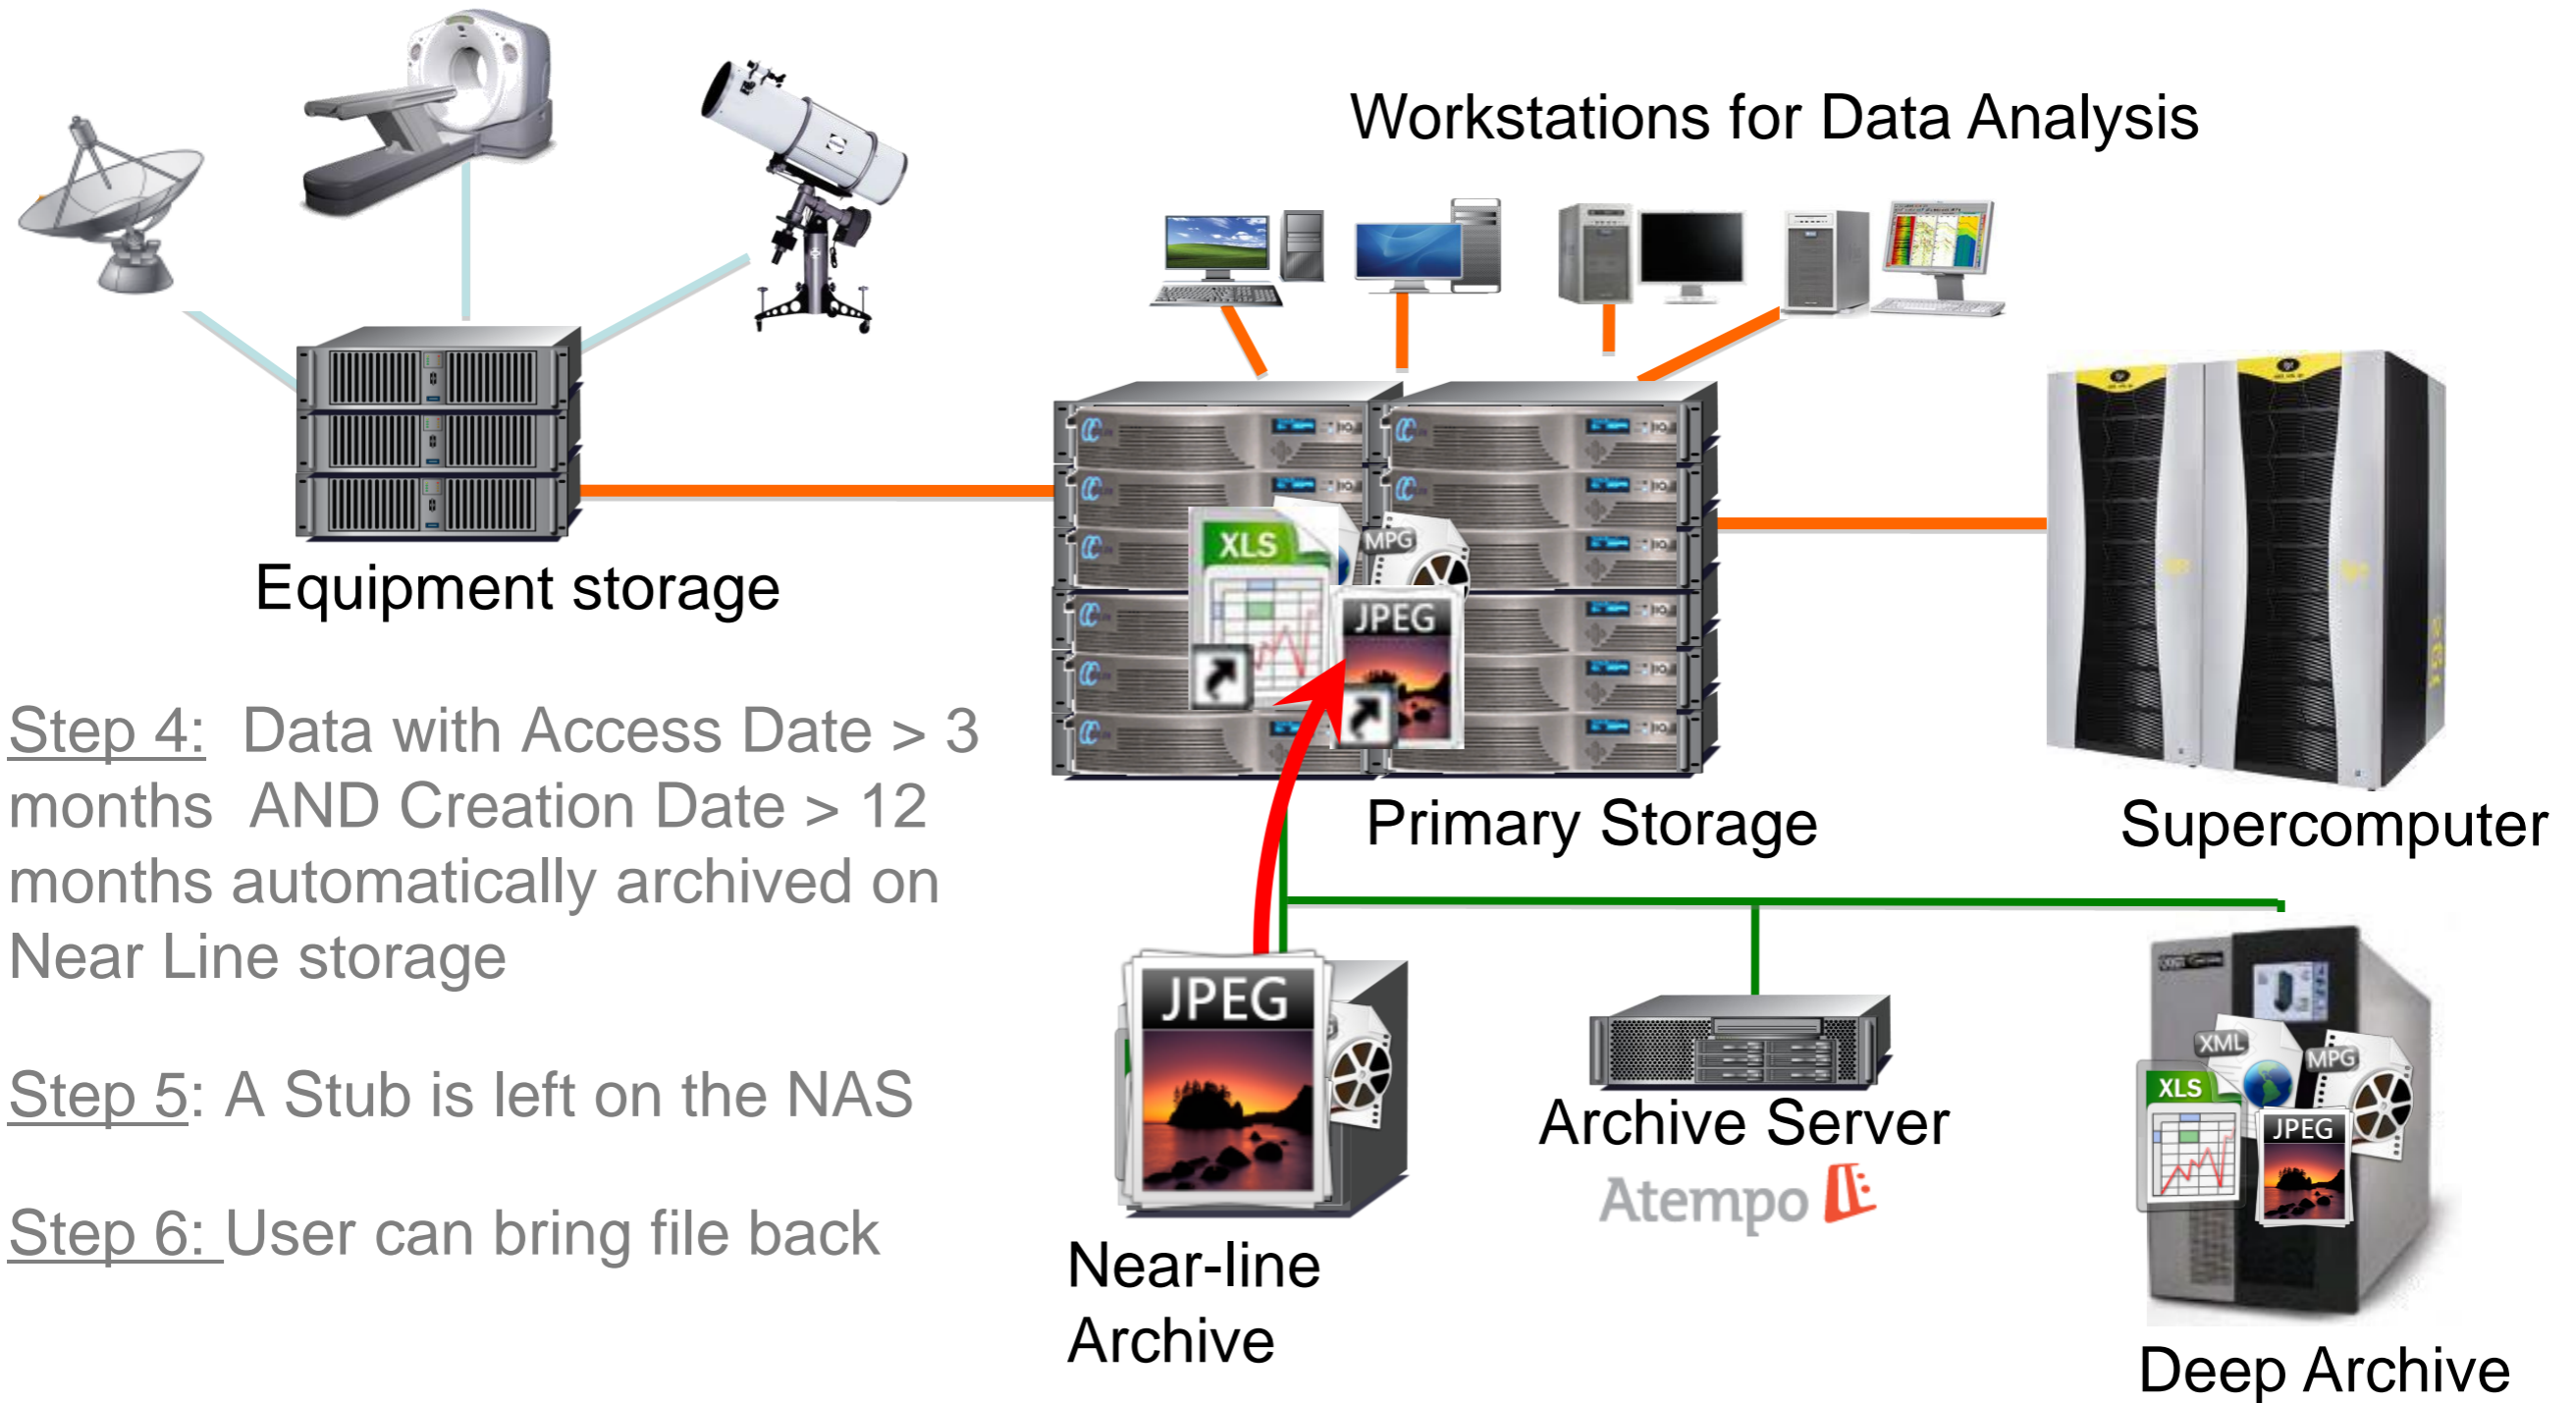 Workstations for Data Analysis
Equipment storage
XLS
MPG
JPEG
Step 4:  Data with Access Date > 3
months  AND Creation Date > 12
months automatically archived on
Near Line storage
Step 5: A Stub is left on the NAS
Step 6: User can bring file back
Primary Storage
Supercomputer
JPEG
Near-line
Archive
Archive Server
Atempo
XML
MPG
XLS
JPEG
Deep Archive